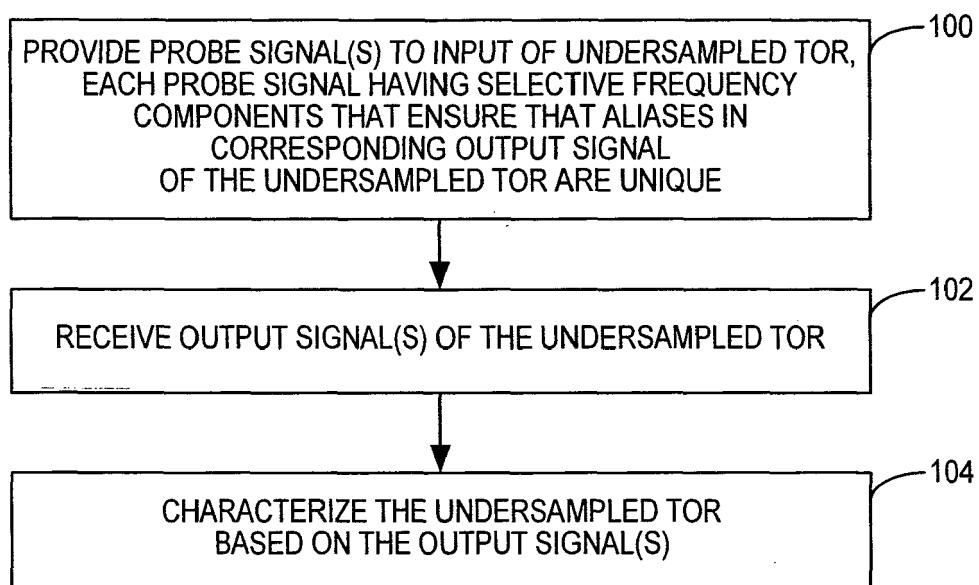 PROVIDE PROBE SIGNAL(S) TO INPUT OF UNDERSAMPLED TOR,
EACH PROBE SIGNAL HAVING SELECTIVE FREQUENCY
COMPONENTS THAT ENSURE THAT ALIASES IN
CORRESPONDING OUTPUT SIGNAL
OF THE UNDERSAMPLED TOR ARE UNIQUE
100
RECEIVE OUTPUT SIGNAL(S) OF THE UNDERSAMPLED TOR
102
CHARACTERIZE THE UNDERSAMPLED TOR
BASED ON THE OUTPUT SIGNAL(S)
104